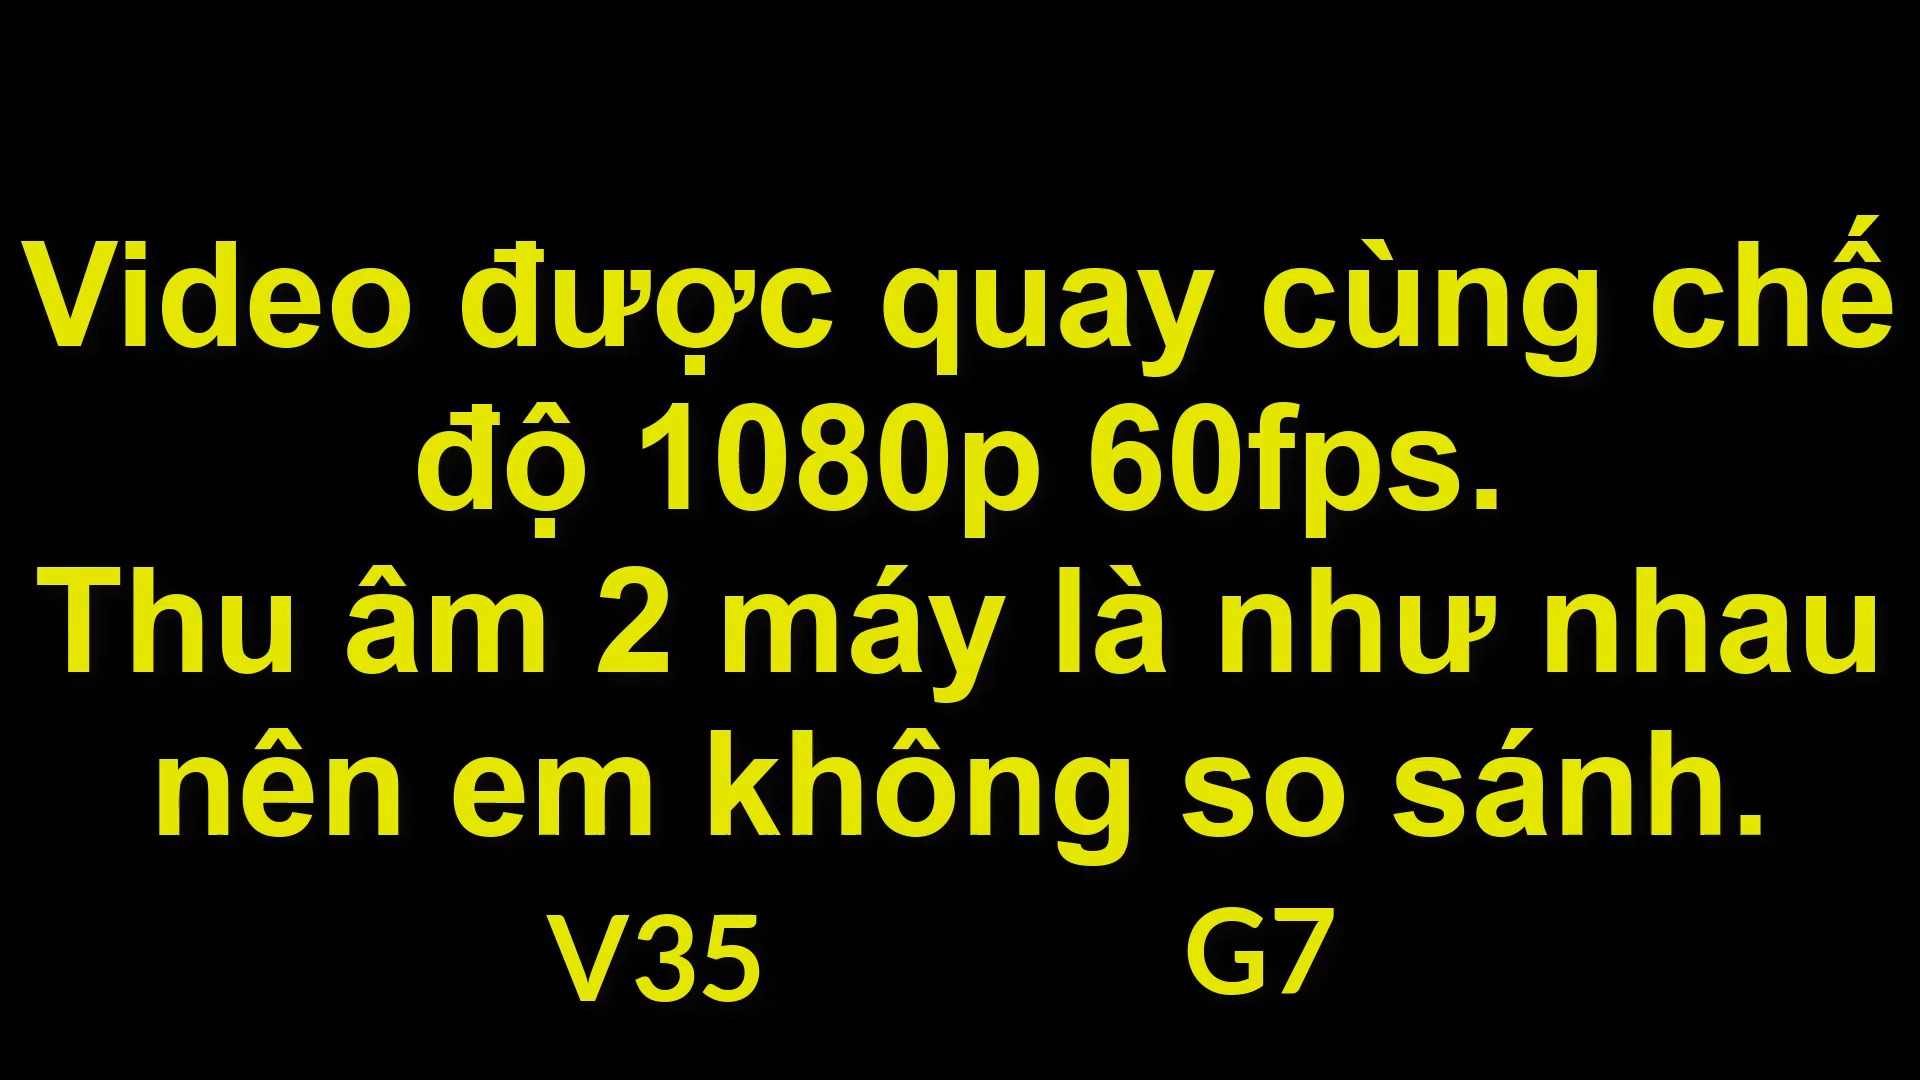 Video được quay cùng chế
độ 1080p 60fps.
Thu âm 2 máy là như nhau
nên em không so sánh.
V35 G7